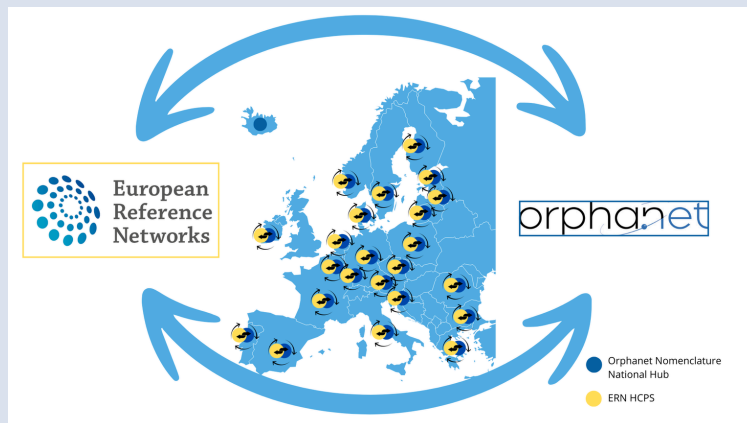 European
Reference
Networks
orphanet
Orphanet Nomenclature
National Hub
ERN HCPS